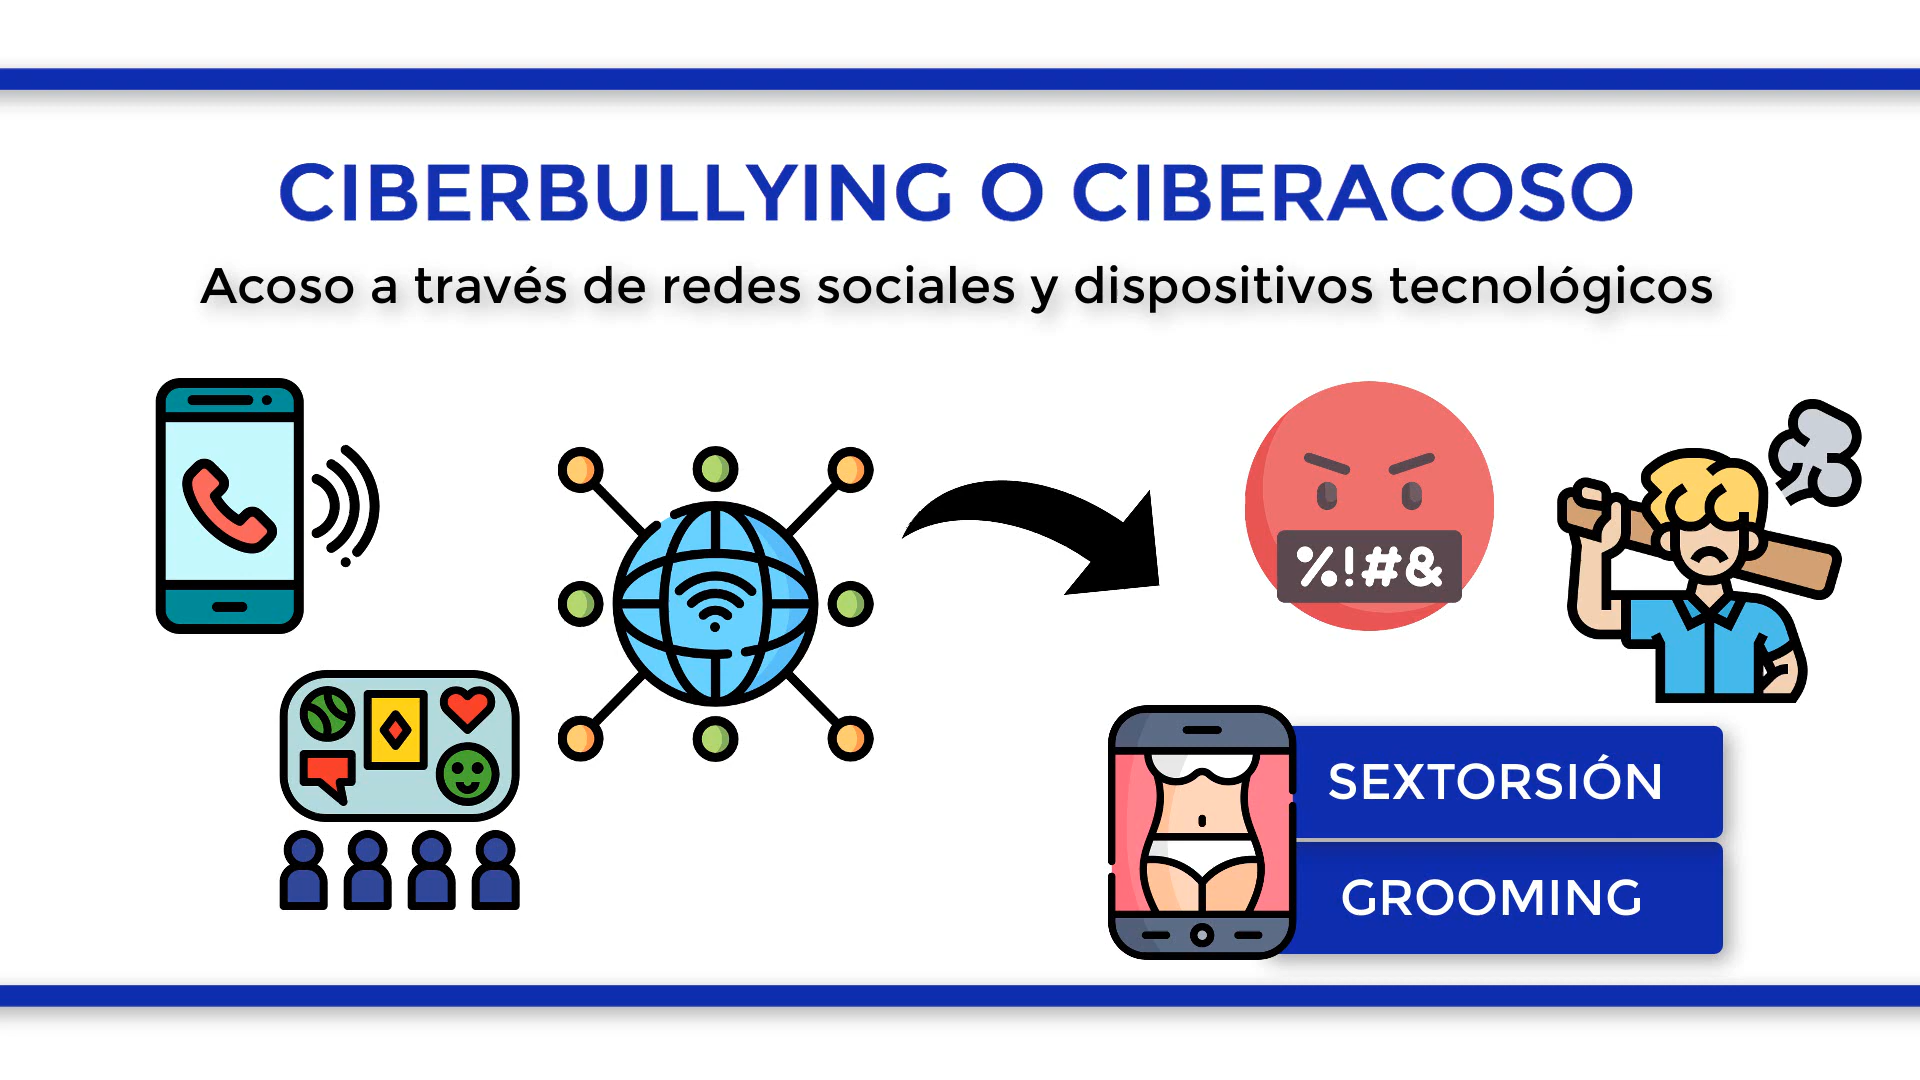 CIBERBULLYING O CIBERACOSO
Acoso a través de redes sociales y dispositivos tecnológicos
%!#&
SEXTORSIÓN
GROOMING